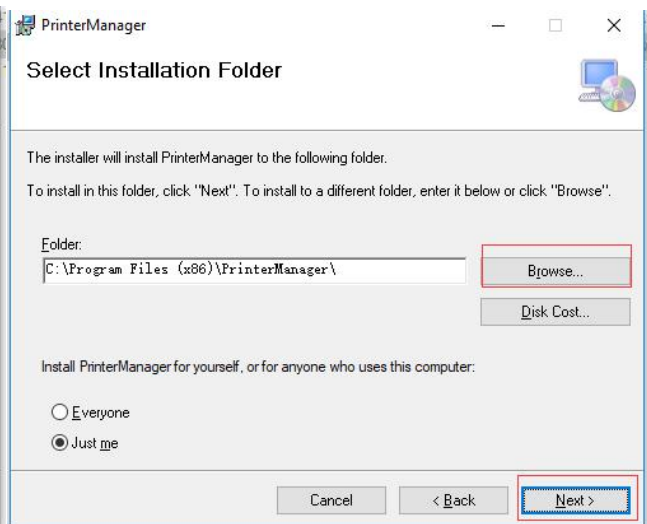 PrinterManager
Select Installation Folder
The installer will install PrinterManager to the following folder.
To install in this folder, click "Next". To install to a different folder, enter it below or click "Browse".
Folder:
C:\Program Files (x86)\PrinterManager\
Browse...
Disk Cost...
Install PrinterManager for yourself, or for anyone who uses this computer:
Everyone
Just me
Cancel
< Back
Next >